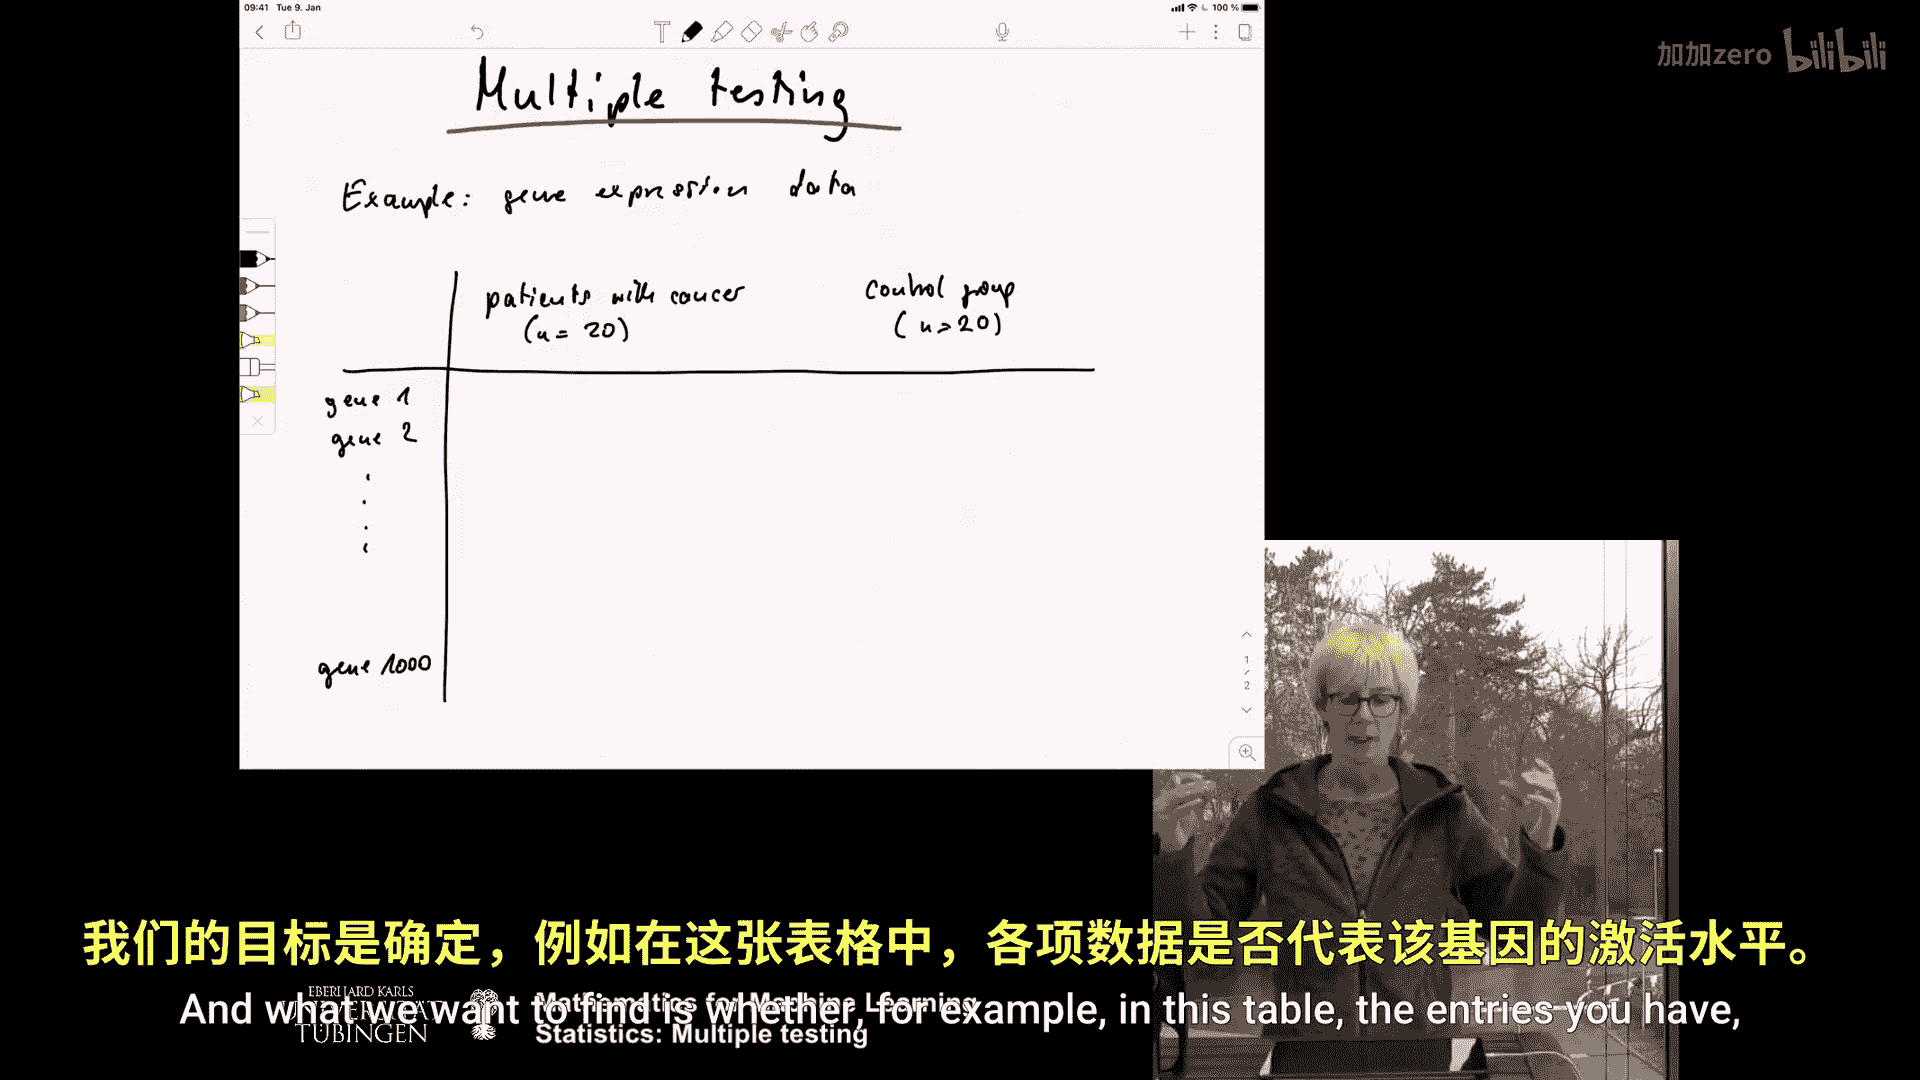 09:41 Tue 9. Jan
100 %
加加zero bilibili
Multiple testing
Example: gene expression data
patients with cancer
control group
(n = 20)
(n = 20)
gene 1
gene 2
gene 1000
1
2
我们的目标是确定，例如在这张表格中，各项数据是否代表该基因的激活水平。
And what we want to find is whether, for example, in this table, the entries you have,
EBERHARD KARLS
UNIVERSITÄT
TÜBINGEN
Mathematics for Machine Learning
Statistics: Multiple testing